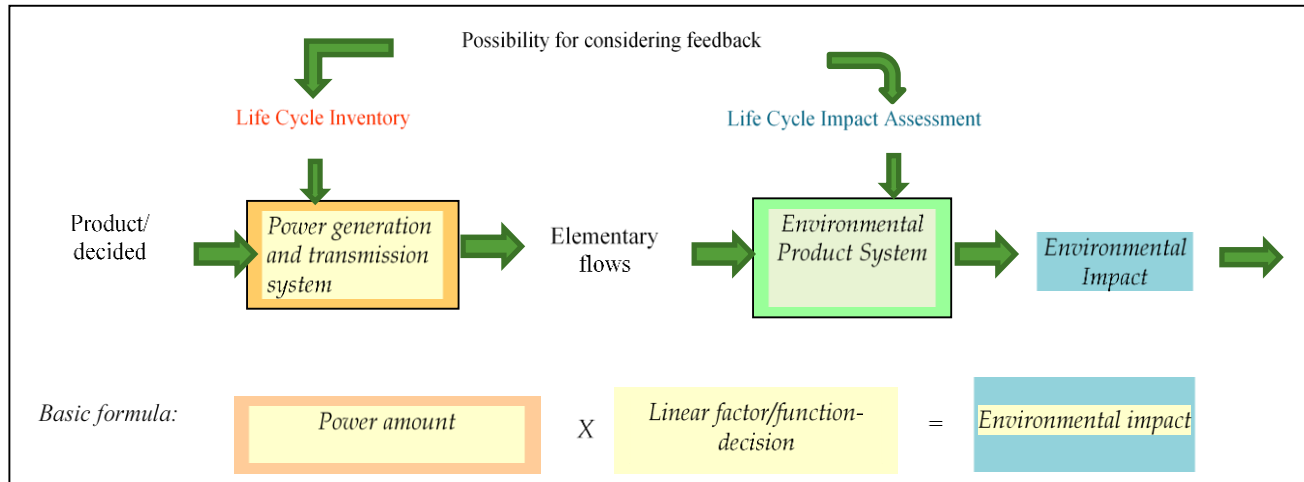 Possibility for considering feedback
Life Cycle Inventory
Life Cycle Impact Assessment
Product/
decided
Power generation
and transmission
system
Elementary
flows
Environmental
Product System
Environmental
Impact
Basic formula:
Power amount
X
Linear factor/function-
decision
=
Environmental impact